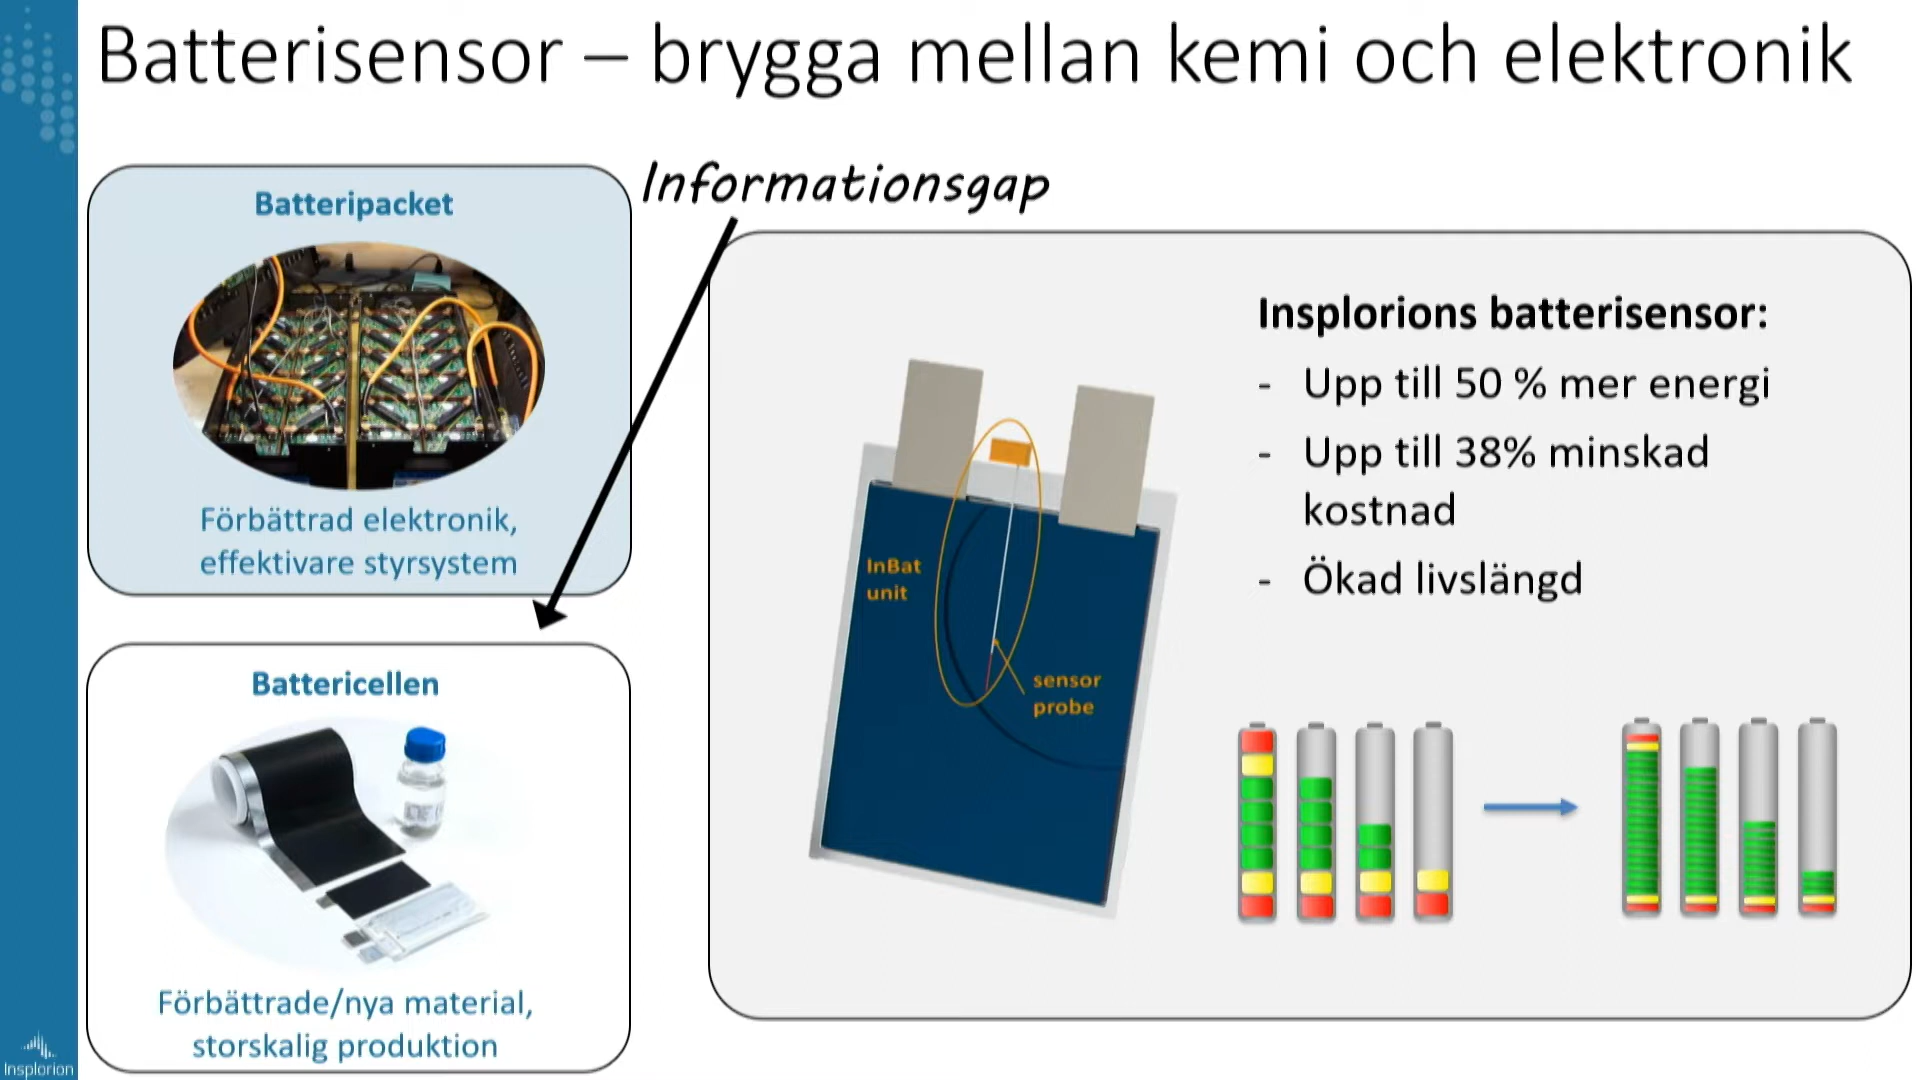 Batterisensor – brygga mellan kemi och elektronik
Informationsgap
Batteripacket
Förbättrad elektronik,
effektivare styrsystem
Battericellen
Förbättrade/nya material,
storskalig produktion
InBat
unit
sensor
probe
Insplorions batterisensor:
- Upp till 50 % mer energi
- Upp till 38% minskad
kostnad
- Ökad livslängd
Insplorion